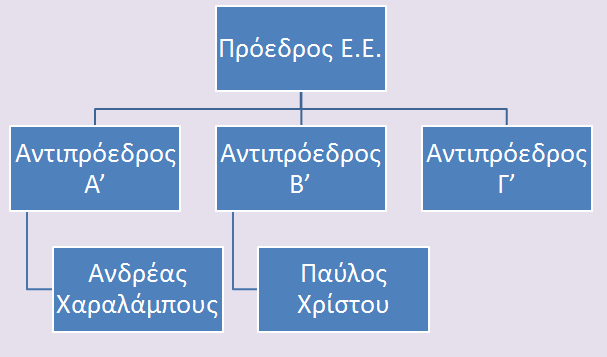 Πρόεδρος Ε.Ε.
Αντιπρόεδρος
Α’
Αντιπρόεδρος
Β’
Αντιπρόεδρος
Γ’
Ανδρέας
Χαραλάμπους
Παύλος
Χρίστου